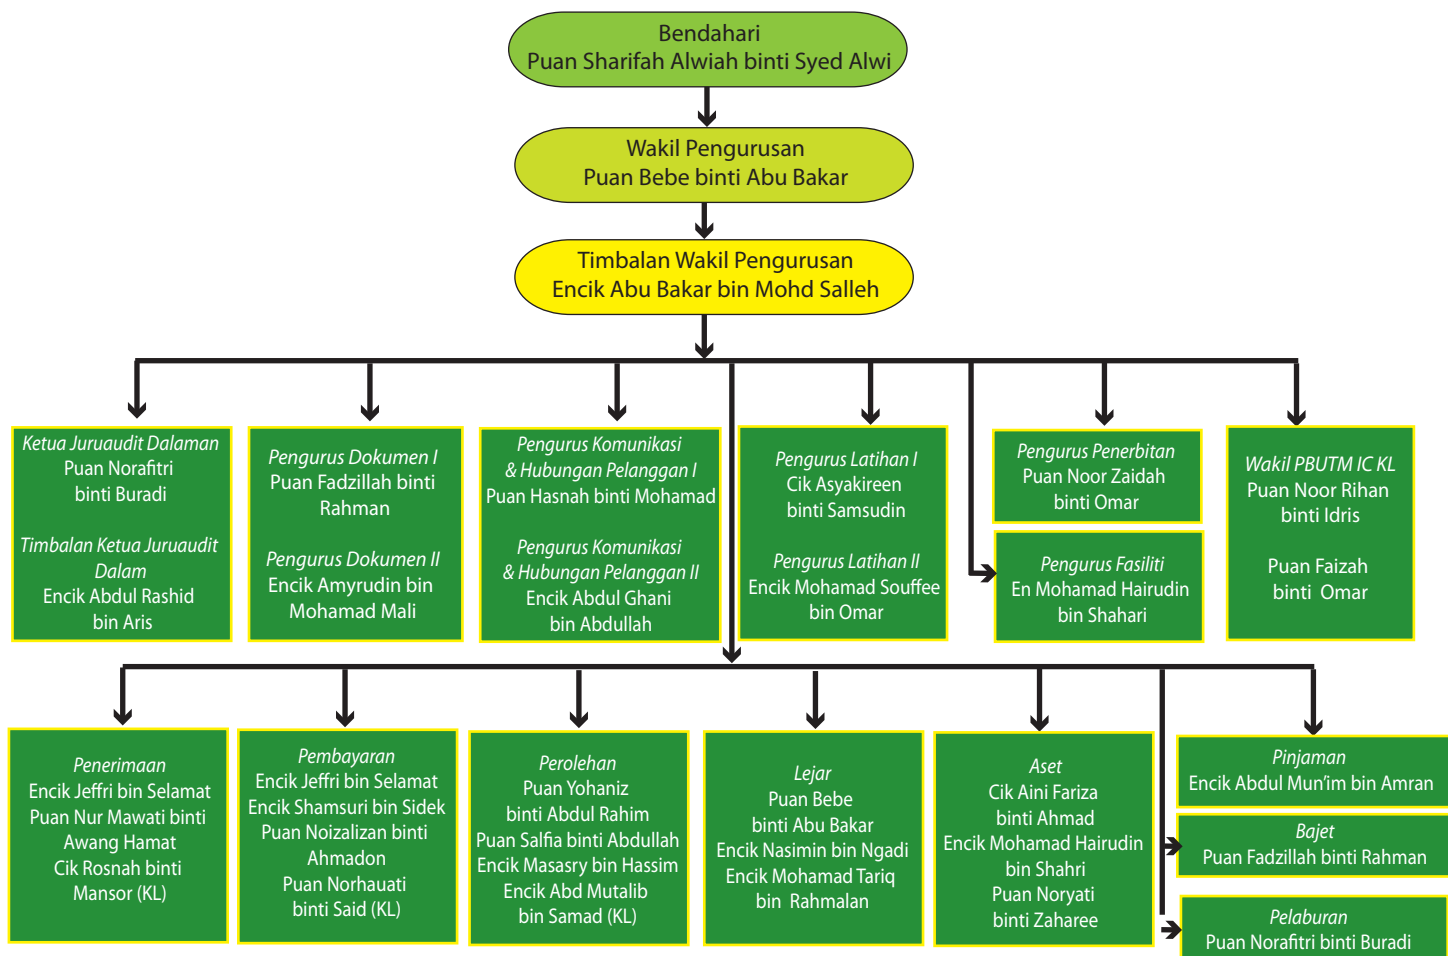 Bendahari
Puan Sharifah Alwiah binti Syed Alwi
Wakil Pengurusan
Puan Bebe binti Abu Bakar
Timbalan Wakil Pengurusan
Encik Abu Bakar bin Mohd Salleh
Ketua Juruaudit Dalaman
Puan Norafitri
binti Buradi
Timbalan Ketua Juruaudit
Dalam
Encik Abdul Rashid
bin Aris
Pengurus Dokumen I
Puan Fadzillah binti
Rahman
Pengurus Dokumen II
Encik Amyrudin bin
Mohamad Mali
Pengurus Komunikasi
& Hubungan Pelanggan I
Puan Hasnah binti Mohamad
Pengurus Komunikasi
& Hubungan Pelanggan II
Encik Abdul Ghani
bin Abdullah
Pengurus Latihan I
Cik Asyakireen
binti Samsudin
Pengurus Latihan II
Encik Mohamad Souffee
bin Omar
Pengurus Penerbitan
Puan Noor Zaidah
binti Omar
Pengurus Fasiliti
En Mohamad Hairudin
bin Shahari
Wakil PBUTM IC KL
Puan Noor Rihan
binti Idris
Puan Faizah
binti Omar
Penerimaan
Encik Jeffri bin Selamat
Puan Nur Mawati binti
Awang Hamat
Cik Rosnah binti
Mansor (KL)
Pembayaran
Encik Jeffri bin Selamat
Encik Shamsuri bin Sidek
Puan Noizalizan binti
Ahmadon
Puan Norhauati
binti Said (KL)
Perolehan
Puan Yohaniz
binti Abdul Rahim
Puan Salfia binti Abdullah
Encik Masasry bin Hassim
Encik Abd Mutalib
bin Samad (KL)
Lejar
Puan Bebe
binti Abu Bakar
Encik Nasimin bin Ngadi
Encik Mohamad Tariq
bin Rahmalan
Aset
Cik Aini Fariza
binti Ahmad
Encik Mohamad Hairudin
bin Shahri
Puan Noryati
binti Zaharee
Pinjaman
Encik Abdul Mun'im bin Amran
Bajet
Puan Fadzillah binti Rahman
Pelaburan
Puan Norafitri binti Buradi